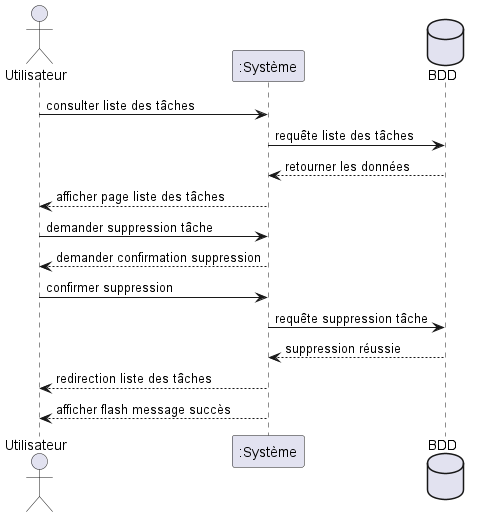 Utilisateur
:Système
BDD
consulter liste des tâches
requête liste des tâches
retourner les données
afficher page liste des tâches
demander suppression tâche
demander confirmation suppression
confirmer suppression
requête suppression tâche
suppression réussie
redirection liste des tâches
afficher flash message succès
Utilisateur
:Système
BDD